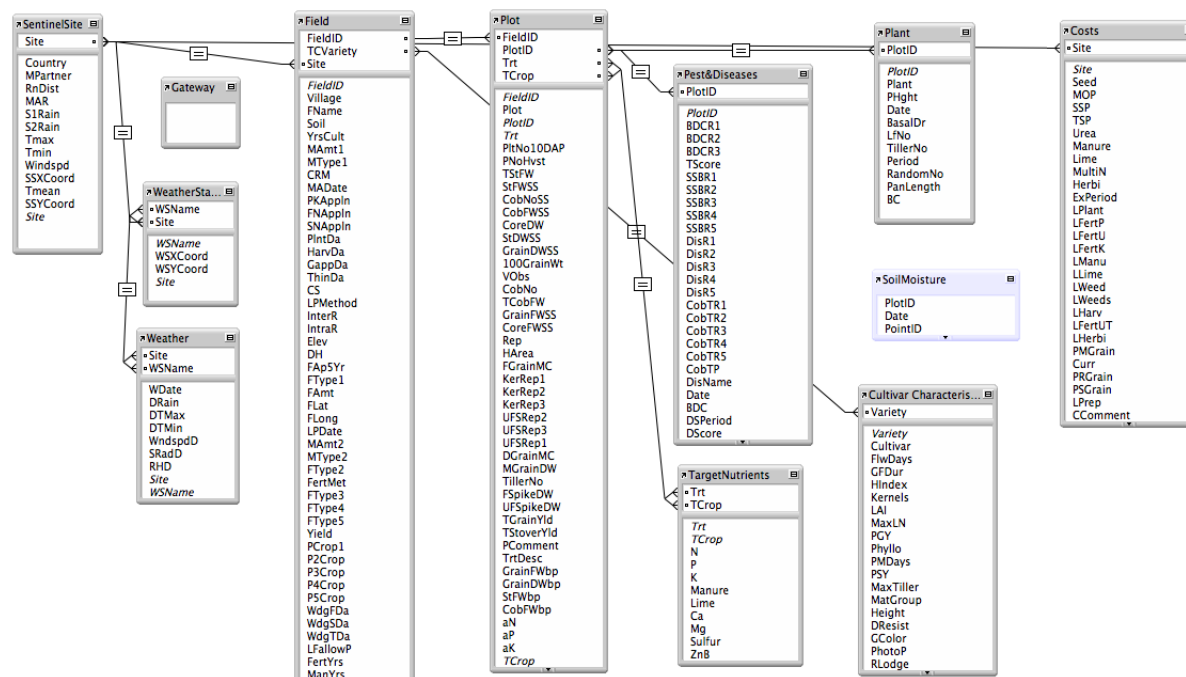 SentinelSite
Site
Country
MPartner
RnDist
MAR
S1Rain
S2Rain
Tmax
Tmin
Windspd
SSXCoord
Tmean
SSYCoord
Site
Gateway
WeatherSta...
WSName
Site
WSName
WSXCoord
WSYCoord
Site
Weather
Site
WSName
WDate
DRain
DTMax
DTMin
WndspdD
SRadD
RHD
Site
WSName
Field
FieldID
TCVariety
Site
FieldID
Village
FName
Soil
YrsCult
MAmt1
MType1
CRM
MADate
PKAppln
FNAppln
SNAppln
PlntDa
HarvDa
GappDa
ThinDa
CS
LPMethod
InterR
IntraR
Elev
DH
FAp5Yr
FType1
FAmt
FLat
FLong
LPDate
MAmt2
MType2
FType2
FertMet
FType3
FType4
FType5
Yield
PCrop1
P2Crop
P3Crop
P4Crop
P5Crop
WdgFDa
WdgSDa
WdgTDa
LFallowP
FertYrs
ManYrs
Plot
FieldID
PlotID
Trt
TCrop
FieldID
Plot
PlotID
Trt
PltNo10DAP
PNoHvst
TStFW
StFWSS
CobNoSS
CobFWSS
CoreDW
StDWSS
GrainDWSS
100GrainWt
VObs
CobNo
TCobFW
GrainFWSS
CoreFWSS
Rep
HArea
FGrainMC
KerRep1
KerRep2
KerRep3
UFSRep2
UFSRep3
UFSRep1
DGrainMC
MGrainDW
TillerNo
FSpikeDW
UFSpikeDW
TGrainYld
TStoverYld
PComment
TrtDesc
GrainFWbp
GrainDWbp
StFWbp
CobFWbp
aN
aP
aK
TCrop
Pest&Diseases
PlotID
PlotID
BDCR1
BDCR2
BDCR3
TScore
SSBR1
SSBR2
SSBR3
SSBR4
SSBR5
DisR1
DisR2
DisR3
DisR4
DisR5
CobTR1
CobTR2
CobTR3
CobTR4
CobTR5
CobTP
DisName
Date
BDC
DSPeriod
DScore
TargetNutrients
Trt
TCrop
Trt
TCrop
N
P
K
Manure
Lime
Ca
Mg
Sulfur
ZnB
Plant
PlotID
PlotID
Plant
PHght
Date
BasalDr
LfNo
TillerNo
Period
RandomNo
PanLength
BC
SoilMoisture
PlotID
Date
PointID
Cultivar Characteris...
Variety
Variety
Cultivar
FlwDays
GFDur
HIndex
Kernels
LAI
MaxLN
PGY
Phyllo
PMDays
PSY
MaxTiller
MatGroup
Height
DResist
GColor
PhotoP
RLodge
Costs
Site
Site
Seed
MOP
SSP
TSP
Urea
Manure
Lime
MultiN
Herbi
ExPeriod
LPlant
LFertP
LFertU
LFertK
LManu
LLime
LWeed
LWeeds
LHarv
LFertUT
LHerbi
PMGrain
Curr
PRGrain
PSGrain
LPrep
CComment